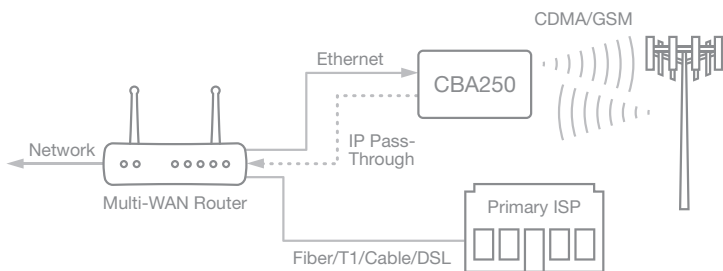 CDMA/GSM
Ethernet
CBA250
IP Pass-
Through
Network
Multi-WAN Router
Primary ISP
Fiber/T1/Cable/DSL